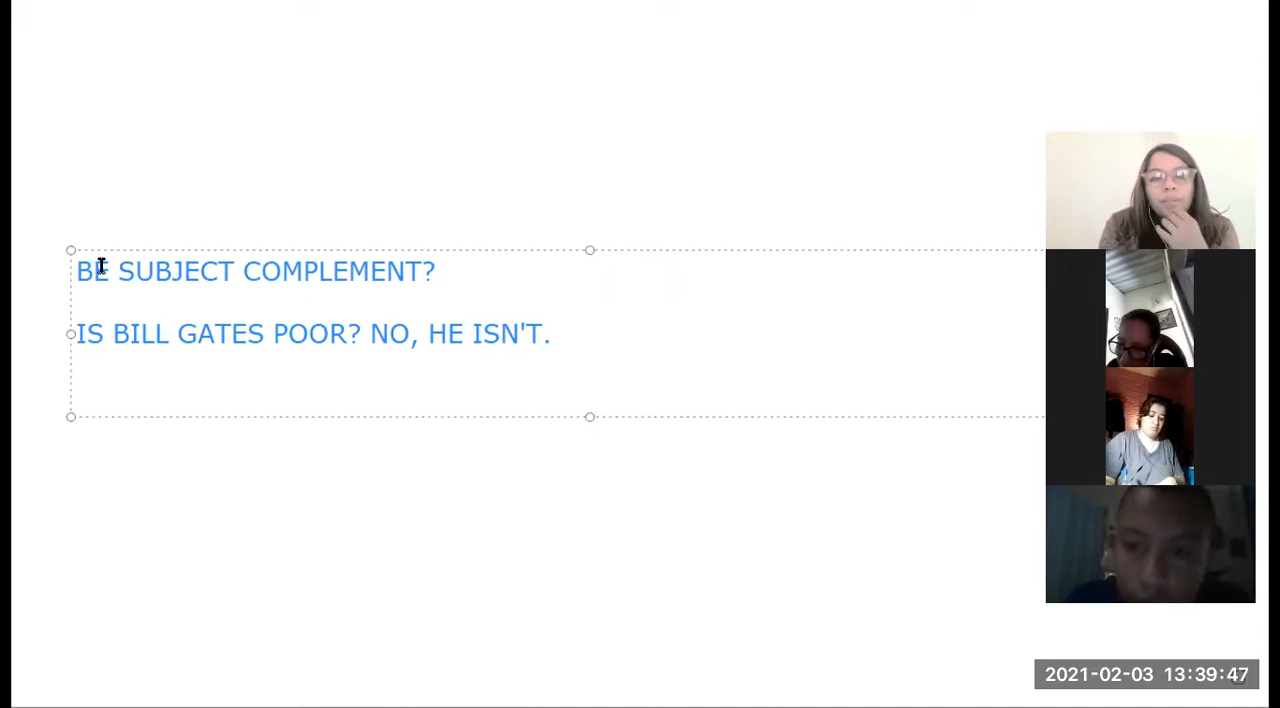 BE SUBJECT COMPLEMENT?
IS BILL GATES POOR? NO, HE ISN'T.
2021-02-03 13:39:47